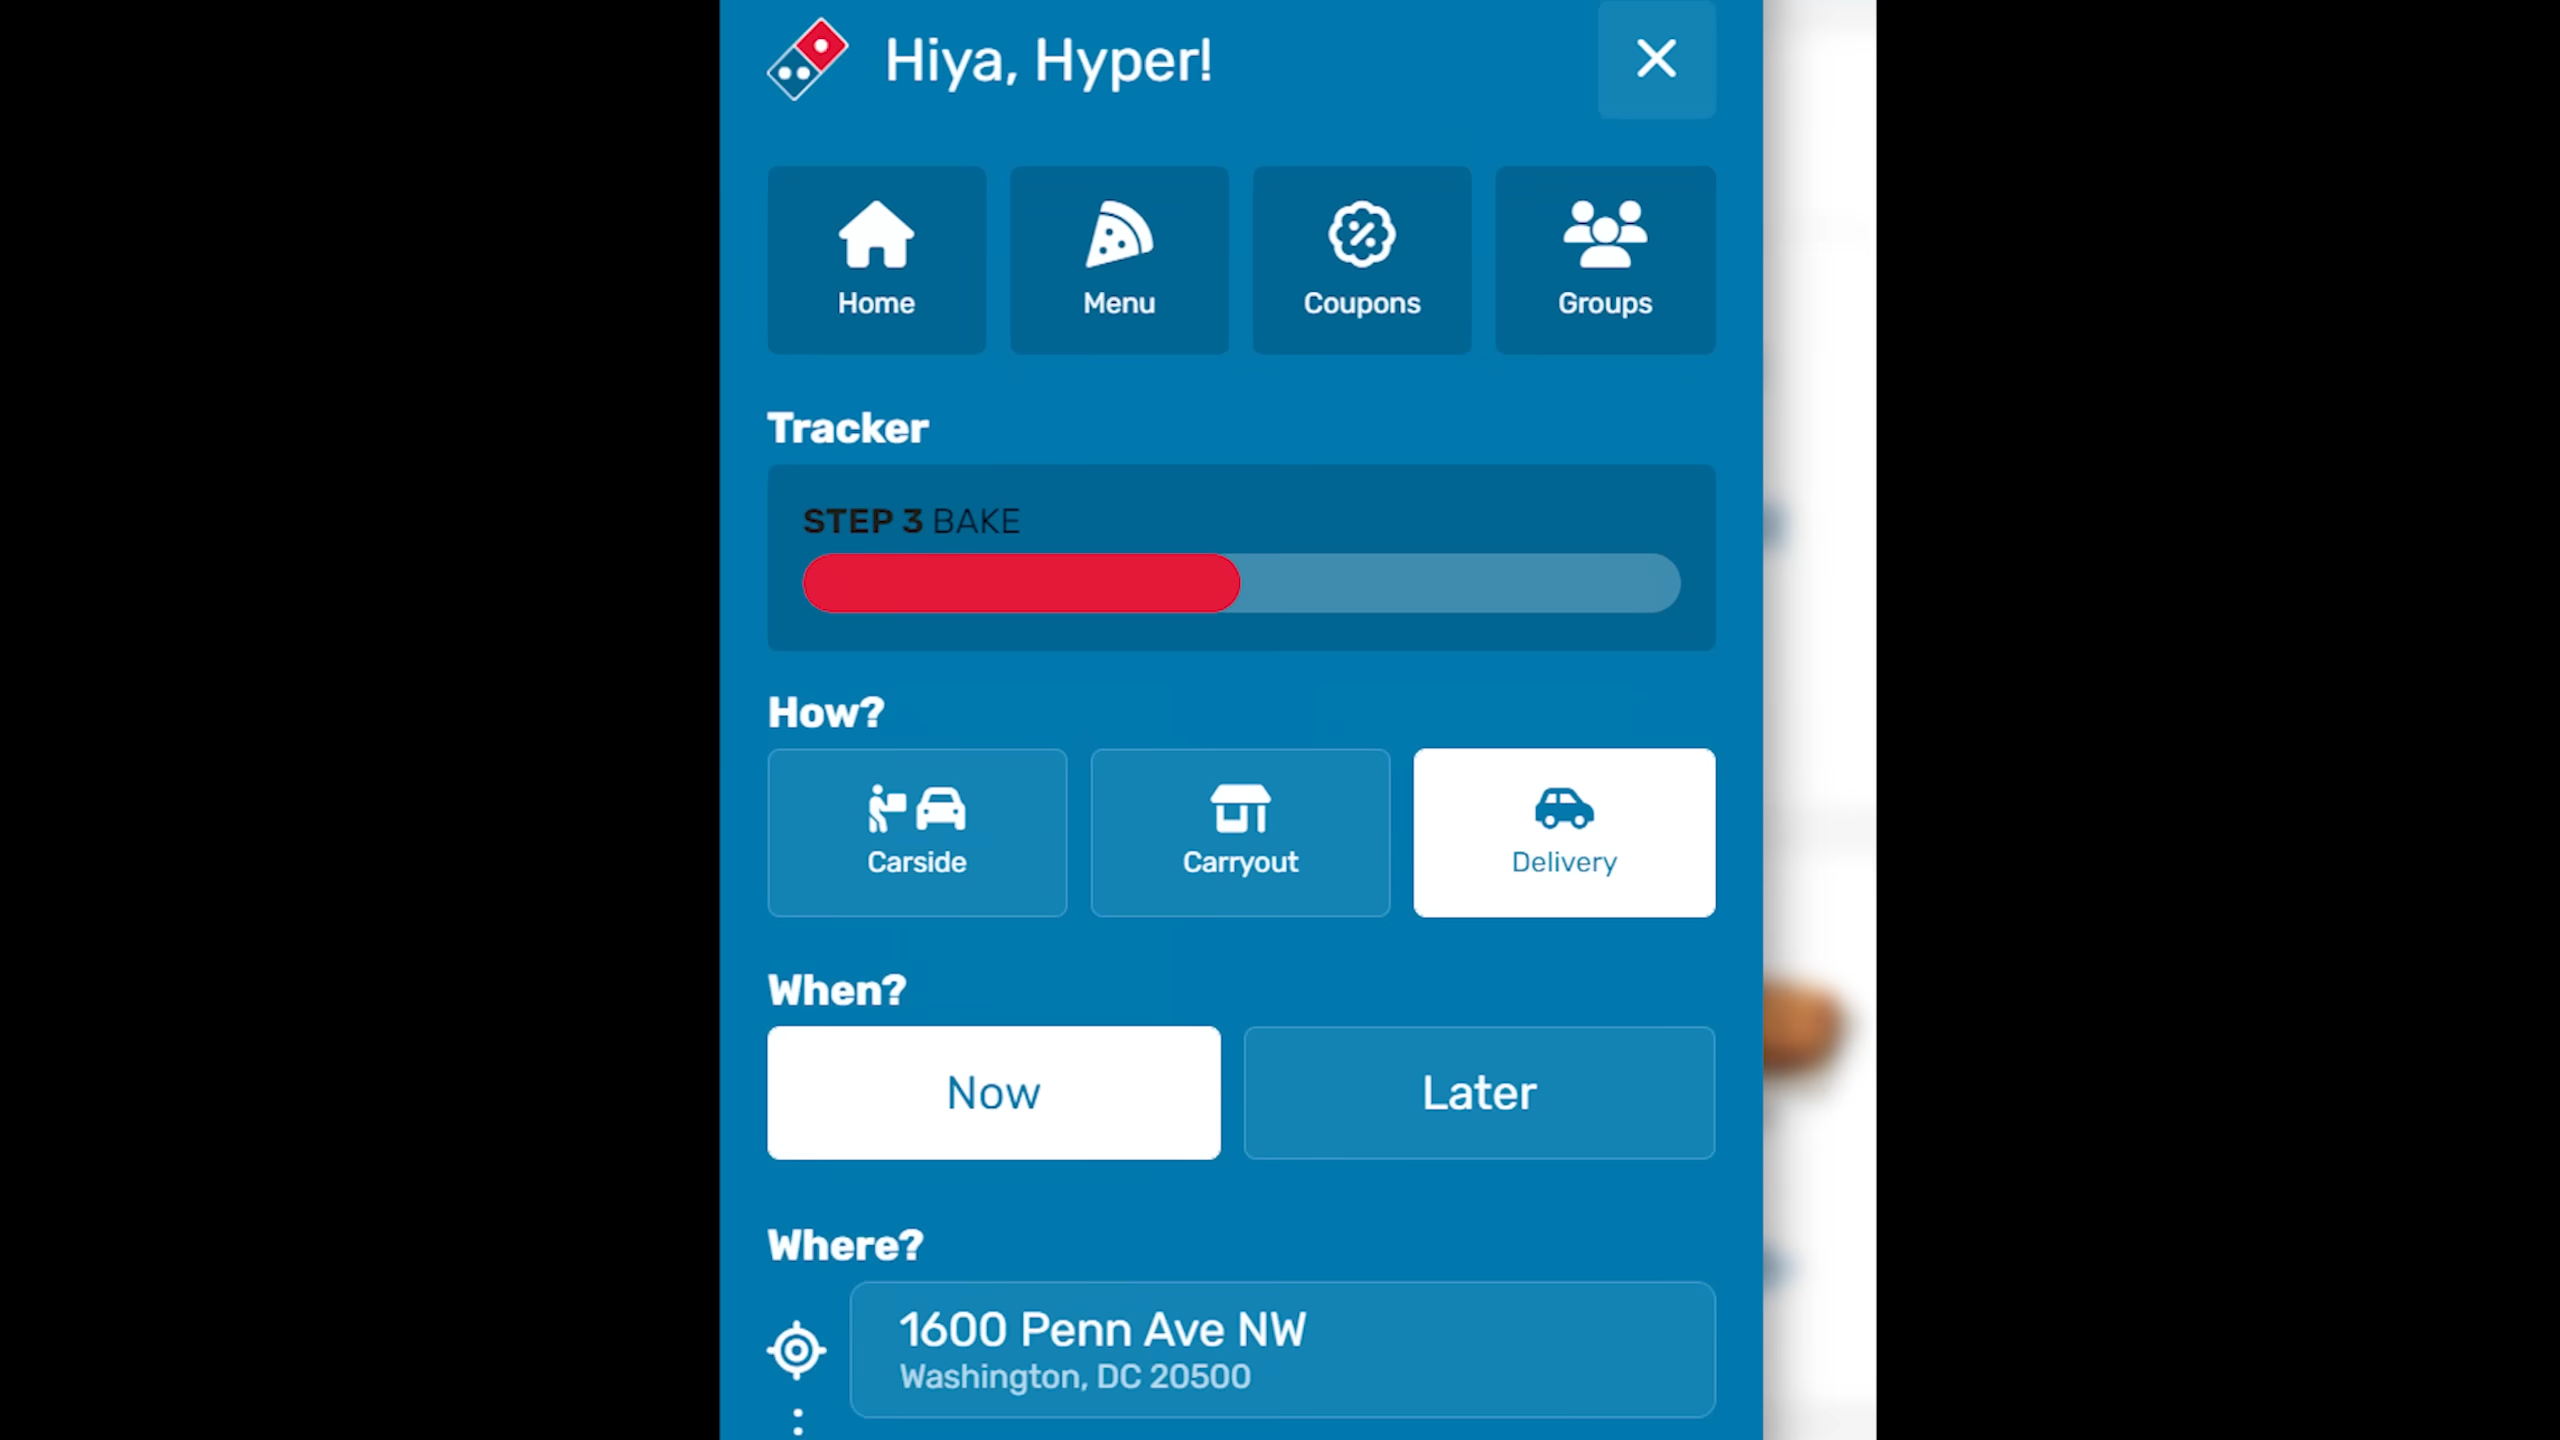 Hiya, Hyper!
Home
Menu
Coupons
Groups
Tracker
STEP 3 BAKE
How?
Carside
Carryout
Delivery
When?
Now
Later
Where?
1600 Penn Ave NW
Washington, DC 20500